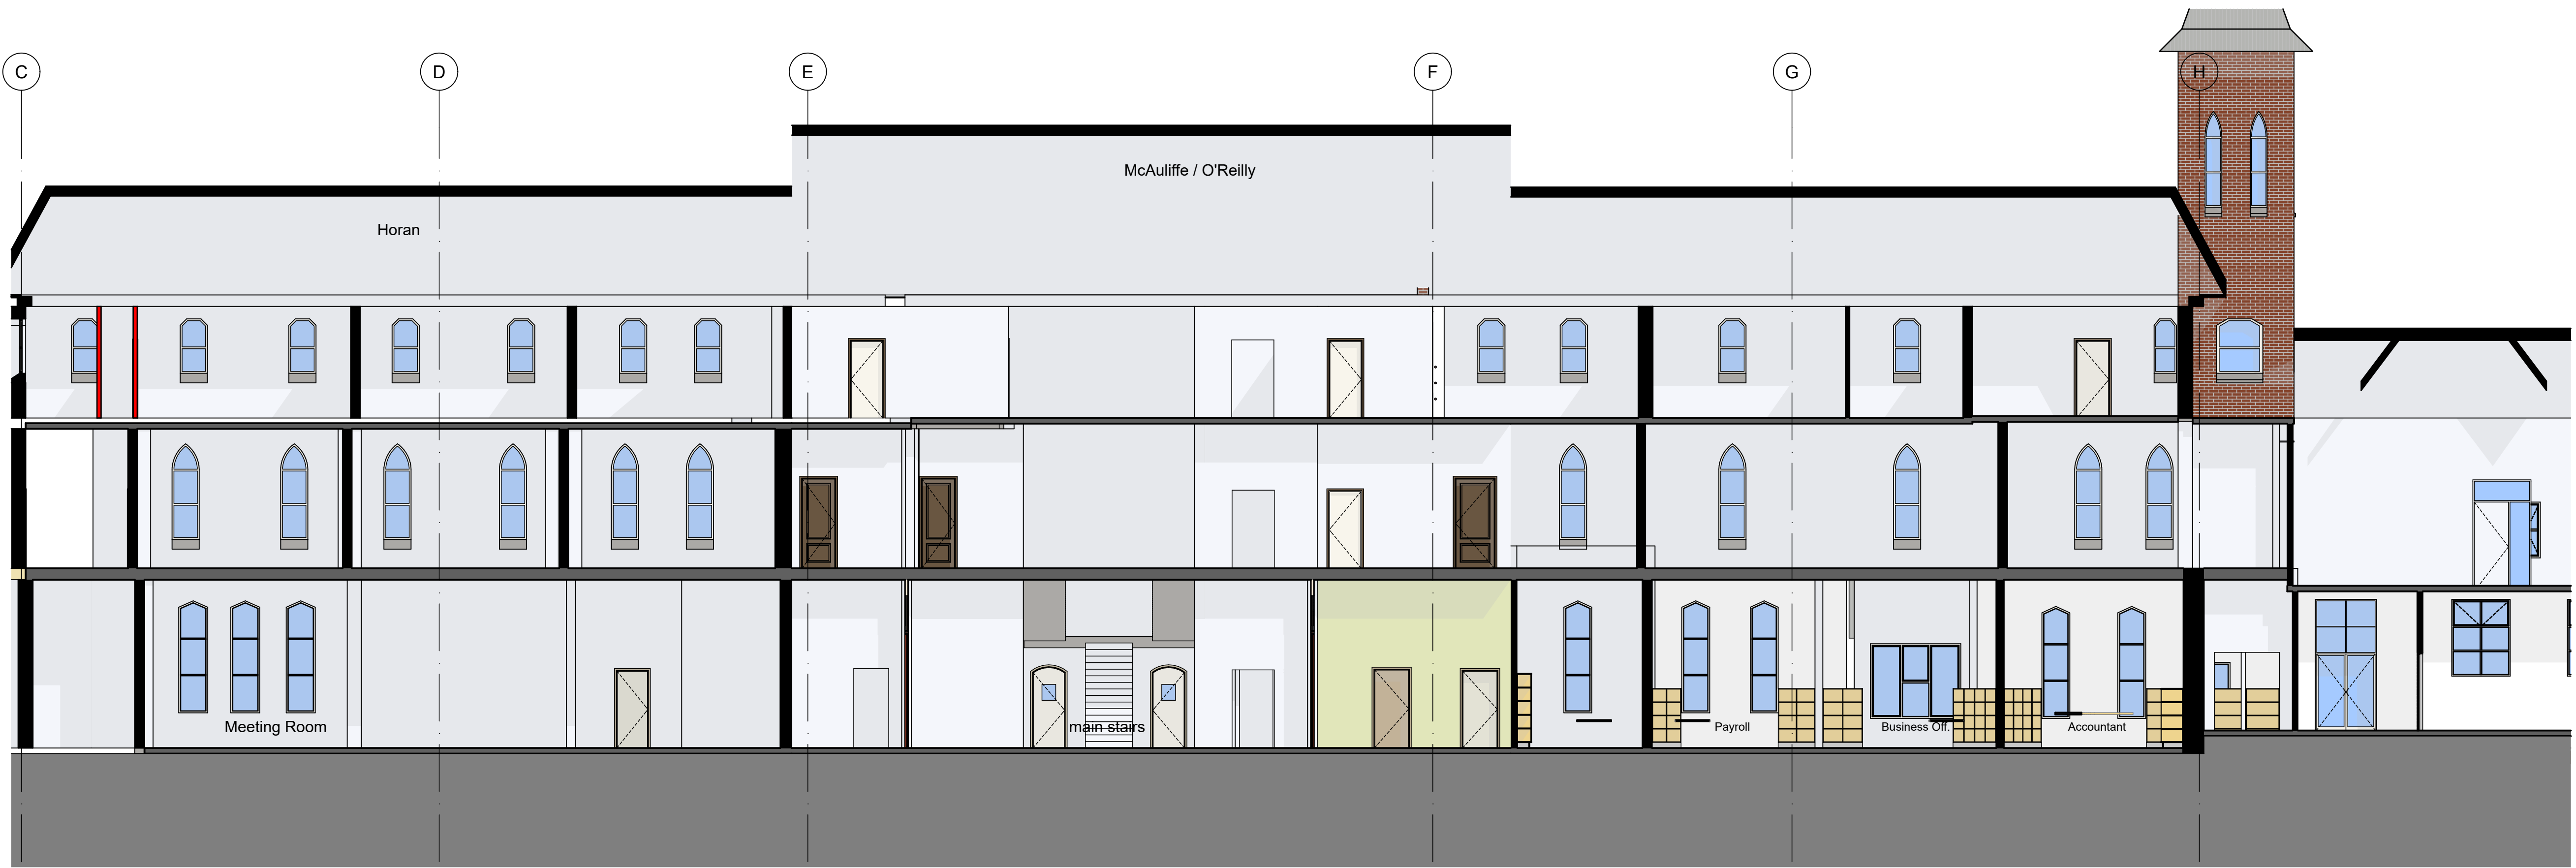 C
D
E
F
G
H
McAuliffe / O'Reilly
Horan
Meeting Room
main stairs
Payroll
Business Off.
Accountant